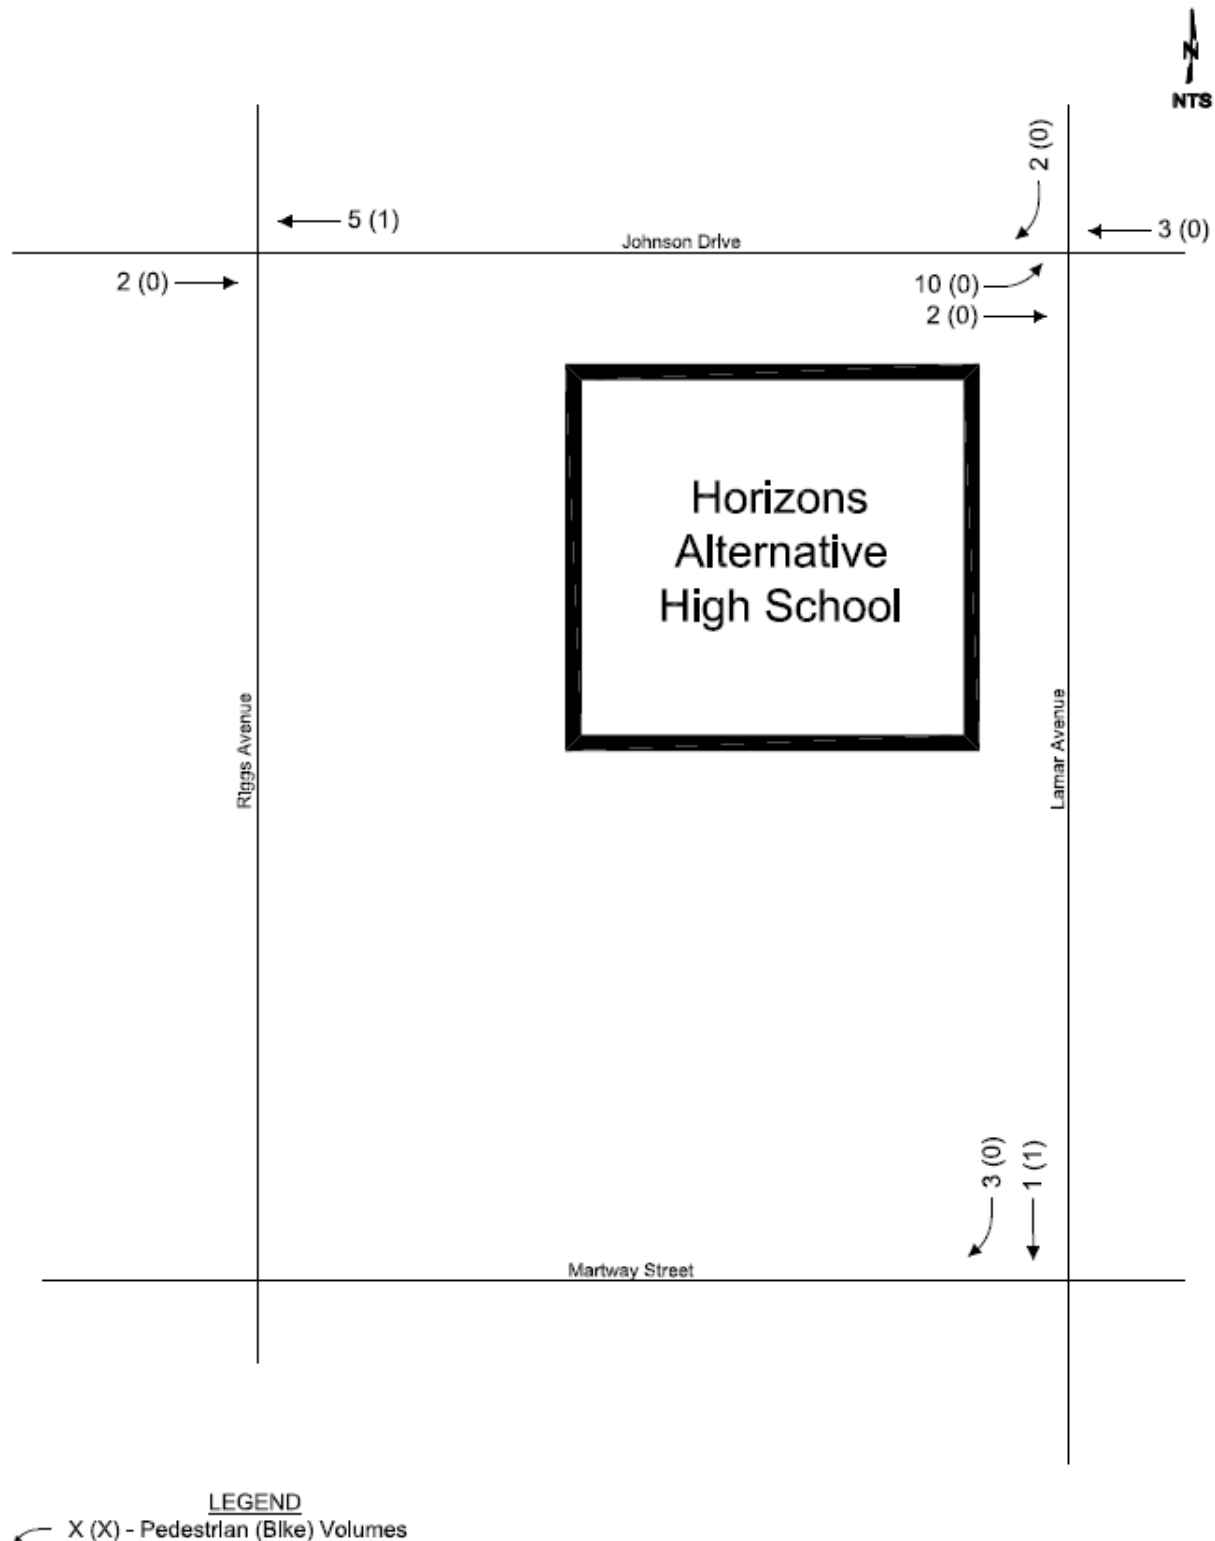 N
NTS
2 (0)
5 (1)
3 (0)
Johnson Drive
2 (0)
10 (0)
2 (0)
Horizons
Alternative
High School
Riggs Avenue
Lamar Avenue
3 (0)
1 (1)
Martway Street
LEGEND
X (X) - Pedestrian (Bike) Volumes